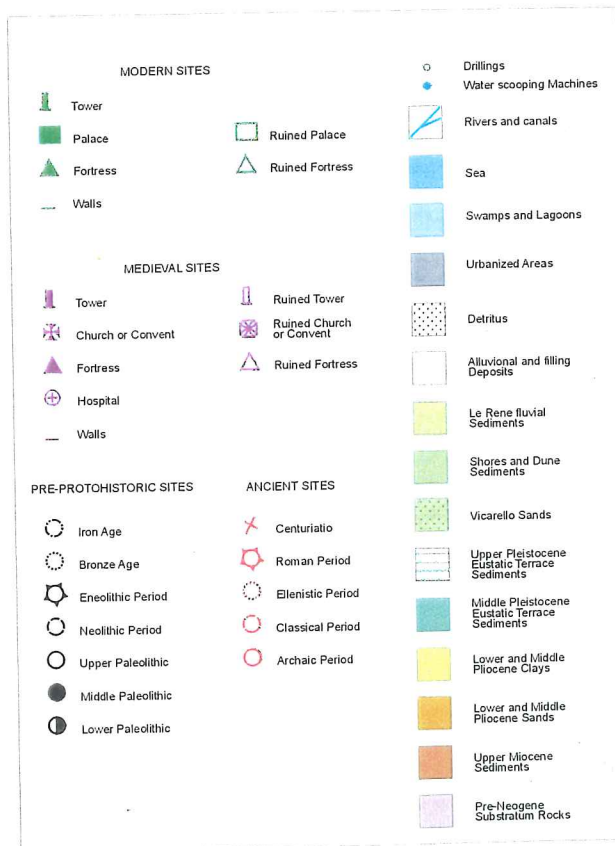 MODERN SITES
Tower
Palace
Fortress
Walls
Ruined Palace
Ruined Fortress
MEDIEVAL SITES
Tower
Church or Convent
Fortress
Hospital
Walls
Ruined Tower
Ruined Church
or Convent
Ruined Fortress
PRE-PROTOHISTORIC SITES
Iron Age
Bronze Age
Eneolithic Period
Neolithic Period
Upper Paleolithic
Middle Paleolithic
Lower Paleolithic
ANCIENT SITES
Centuriatio
Roman Period
Ellenistic Period
Classical Period
Archaic Period
Drillings
Water scooping Machines
Rivers and canals
Sea
Swamps and Lagoons
Urbanized Areas
Detritus
Alluvional and filling
Deposits
Le Rene fluvial
Sediments
Shores and Dune
Sediments
Vicarello Sands
Upper Pleistocene
Eustatic Terrace
Sediments
Middle Pleistocene
Eustatic Terrace
Sediments
Lower and Middle
Pliocene Clays
Lower and Middle
Pliocene Sands
Upper Miocene
Sediments
Pre-Neogene
Substratum Rocks